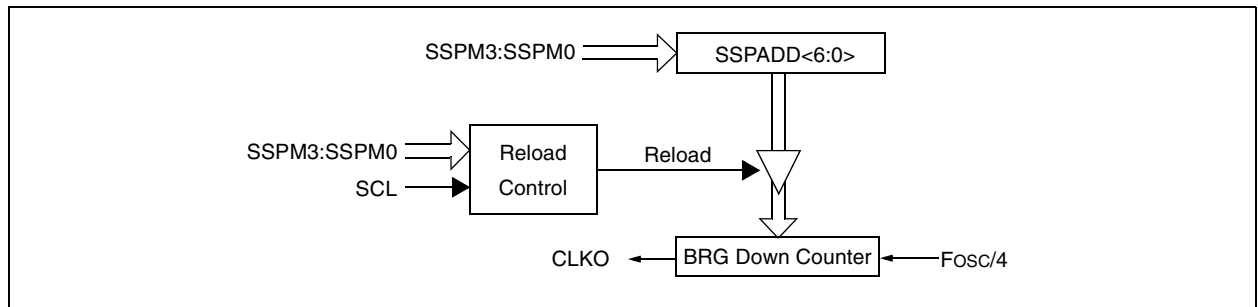 SSPM3:SSPM0
SSPADD<6:0>
SSPM3:SSPM0
SCL
Reload
Control
Reload
CLKO
BRG Down Counter
FOSC/4